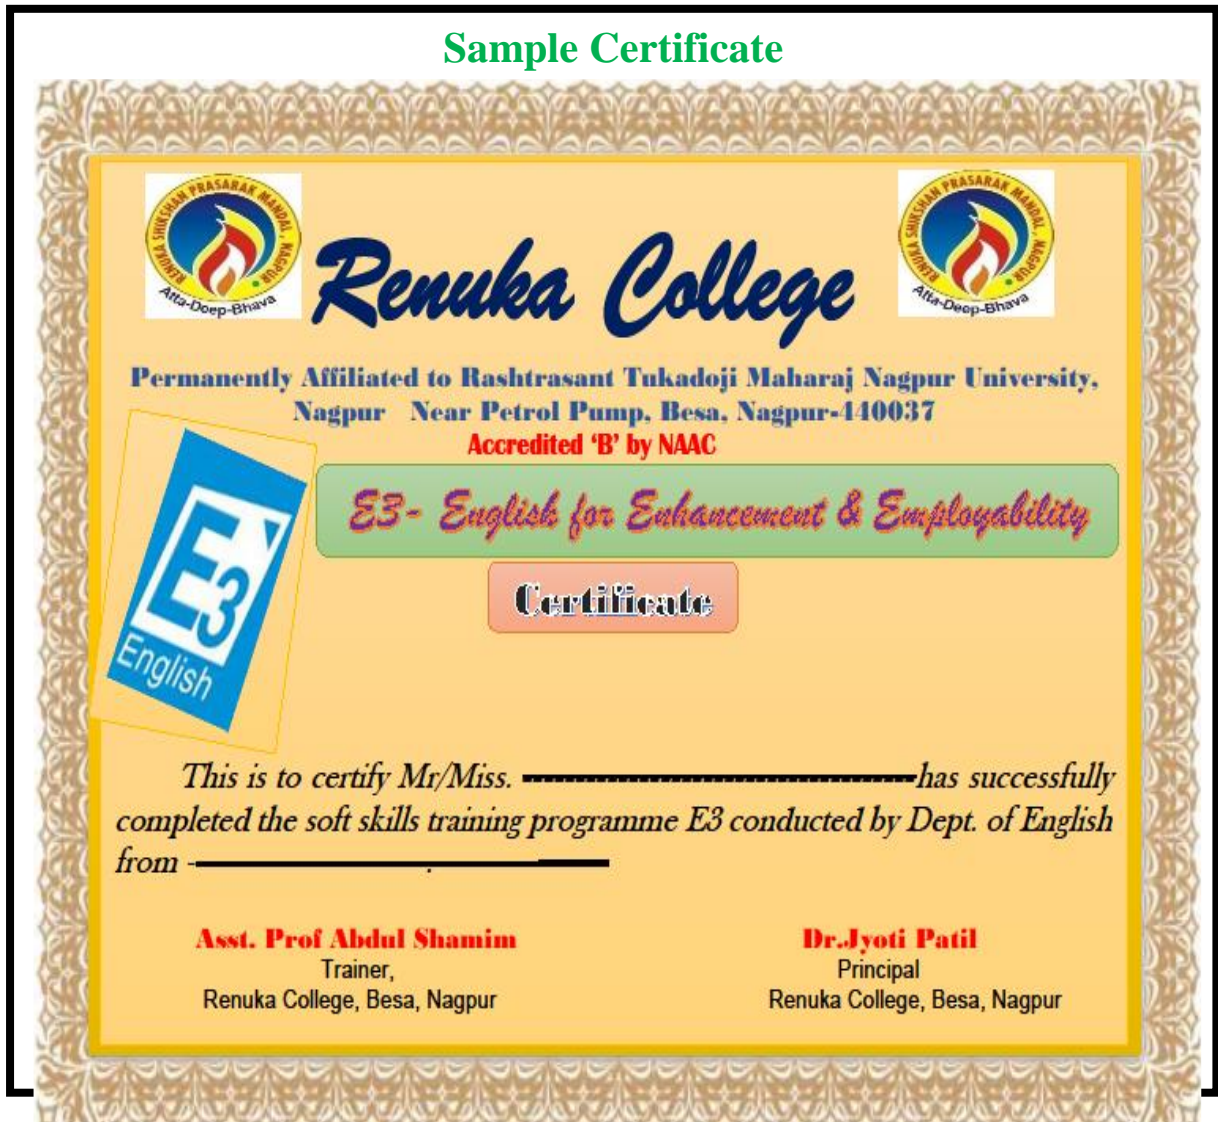 Sample Certificate
RENUKA SHIKSHAN PRASARAK MANDAL, NAGPUR
Atta-Deep-Bhava
RENUKA SHIKSHAN PRASARAK MANDAL, NAGPUR
Atta-Deep-Bhava
Renuka College
Permanently Affiliated to Rashtrasant Tukadoji Maharaj Nagpur University,
Nagpur Near Petrol Pump, Besa, Nagpur-440037
Accredited ‘B’ by NAAC
E3- English for Enhancement & Employability
E3
English
Certificate
This is to certify Mr/Miss. ---------------------------------has successfully
completed the soft skills training programme E3 conducted by Dept. of English
from -
Asst. Prof Abdul Shamim
Trainer,
Renuka College, Besa, Nagpur
Dr.Jyoti Patil
Principal
Renuka College, Besa, Nagpur